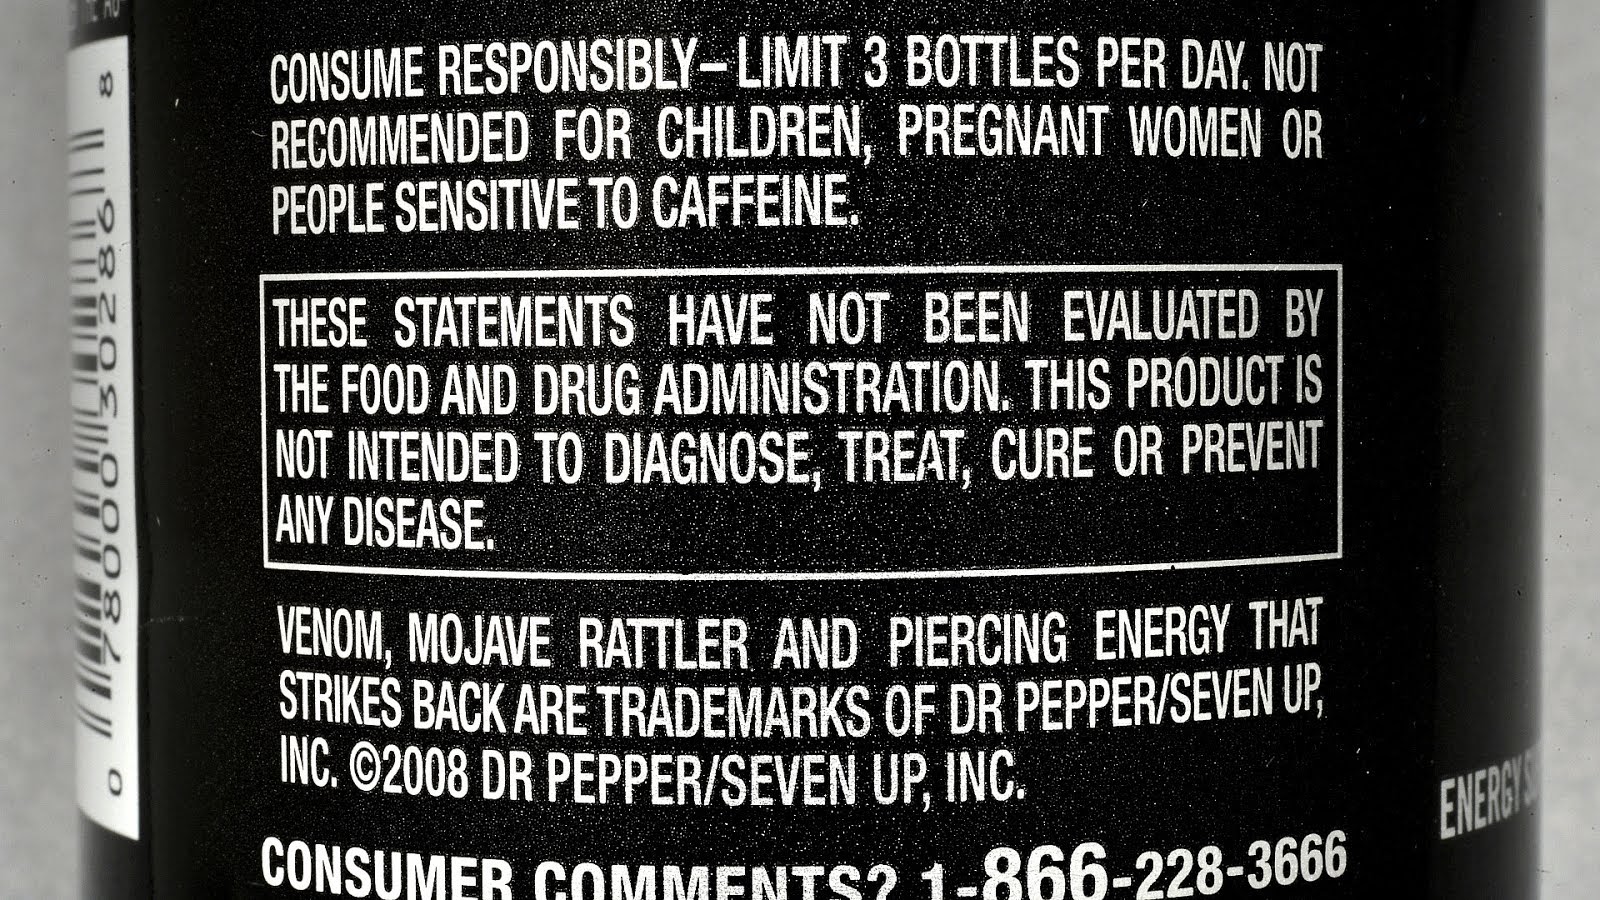 CONSUME RESPONSIBLY–LIMIT 3 BOTTLES PER DAY. NOT
RECOMMENDED FOR CHILDREN, PREGNANT WOMEN OR
PEOPLE SENSITIVE TO CAFFEINE.
THESE STATEMENTS HAVE NOT BEEN EVALUATED BY
THE FOOD AND DRUG ADMINISTRATION. THIS PRODUCT IS
NOT INTENDED TO DIAGNOSE, TREAT, CURE OR PREVENT
ANY DISEASE.
VENOM, MOJAVE RATTLER AND PIERCING ENERGY THAT
STRIKES BACK ARE TRADEMARKS OF DR PEPPER/SEVEN UP,
INC. ©2008 DR PEPPER/SEVEN UP, INC.
CONSUMER COMMENTS? 1-866-228-3666
0 78000 30286 8
ENERGY